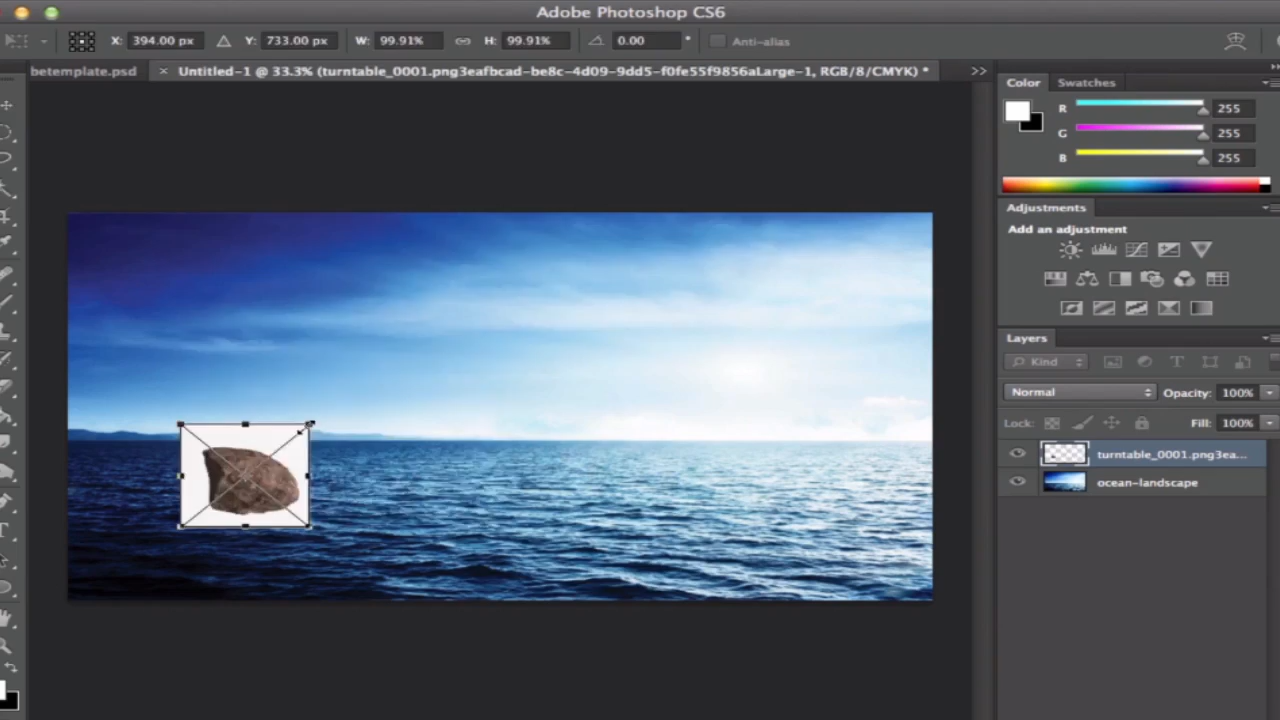 Adobe Photoshop CS6
X: 394.00 px Y: 733.00 px W: 99.91% H: 99.91% 0.00 ° Anti-alias
betemplate.psd × Untitled-1 @ 33.3% (turntable_0001.png3eafbcad-be8c-4d09-9dd5-f0fe55f9856aLarge-1, RGB/8/CMYK) * >>
Color Swatches
R 255
G 255
B 255
Adjustments
Add an adjustment
Layers
Kind T
Normal Opacity: 100%
Lock: Fill: 100%
turntable_0001.png3ea...
ocean-landscape
T